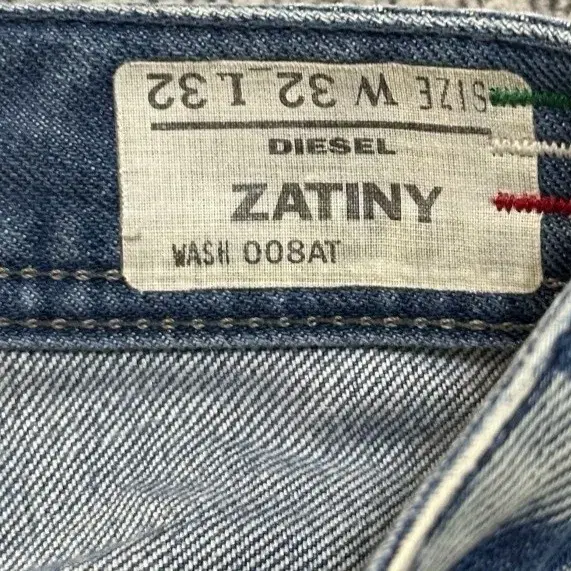 SIZE W 32 L 32
DIESEL
ZATINY
WASH 008AT